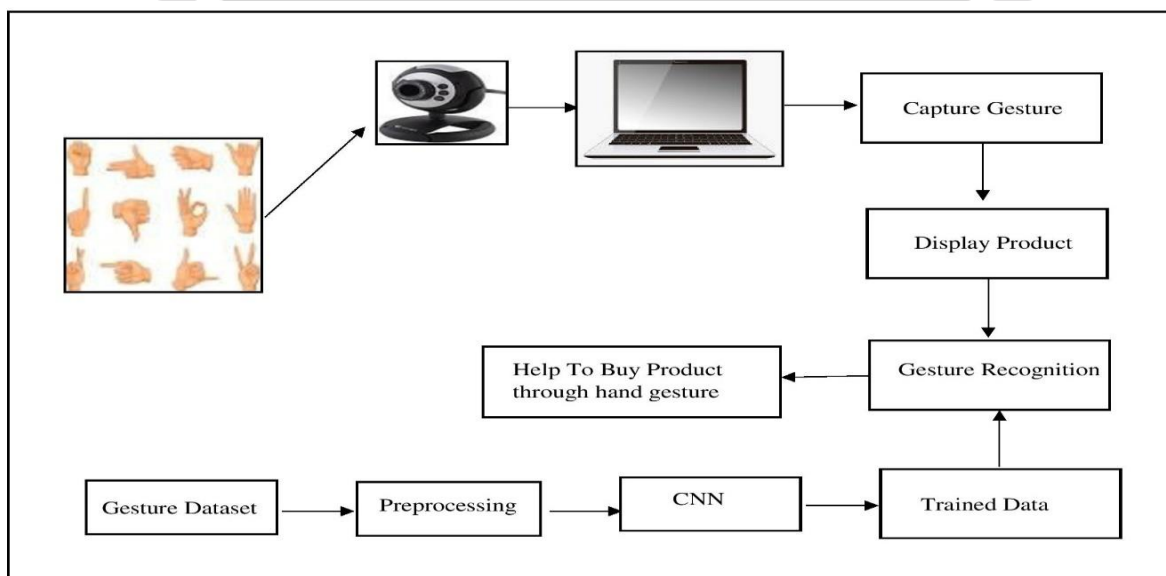 Capture Gesture
Display Product
Help To Buy Product
through hand gesture
Gesture Recognition
Gesture Dataset
Preprocessing
CNN
Trained Data